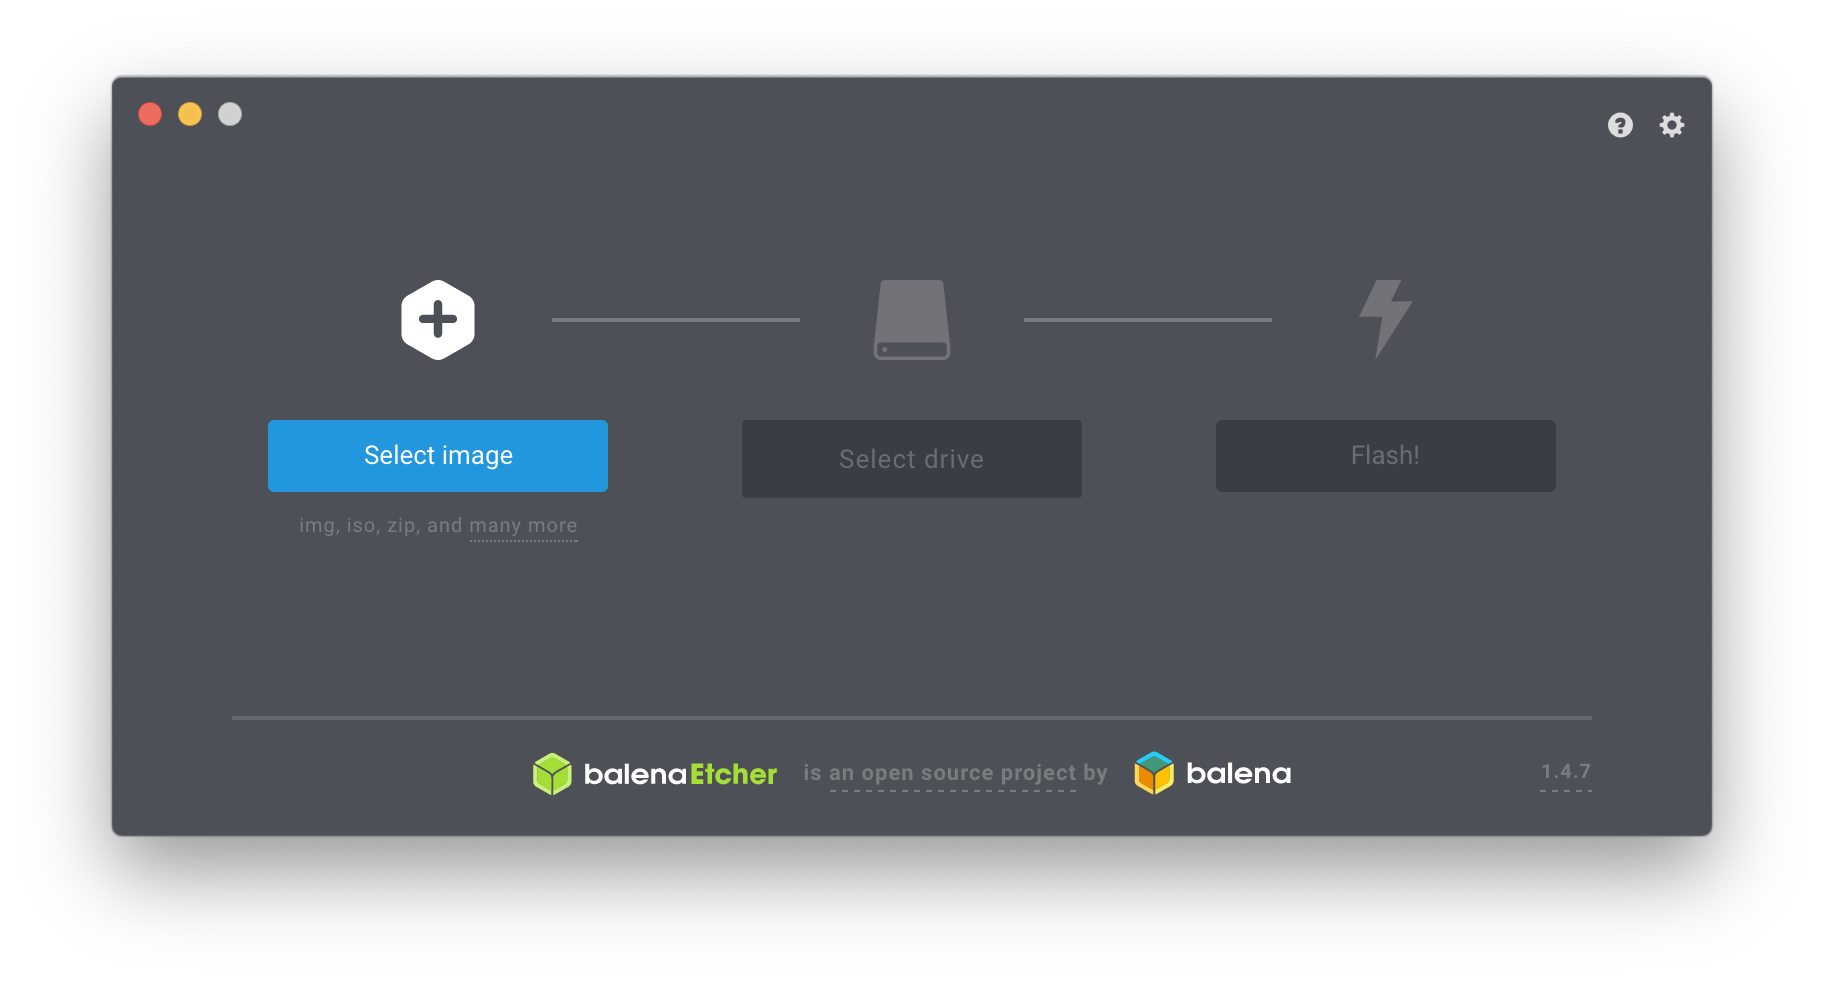 Select image
Select drive
Flash!
img, iso, zip, and many more
balenaEtcher is an open source project by balena
1.4.7